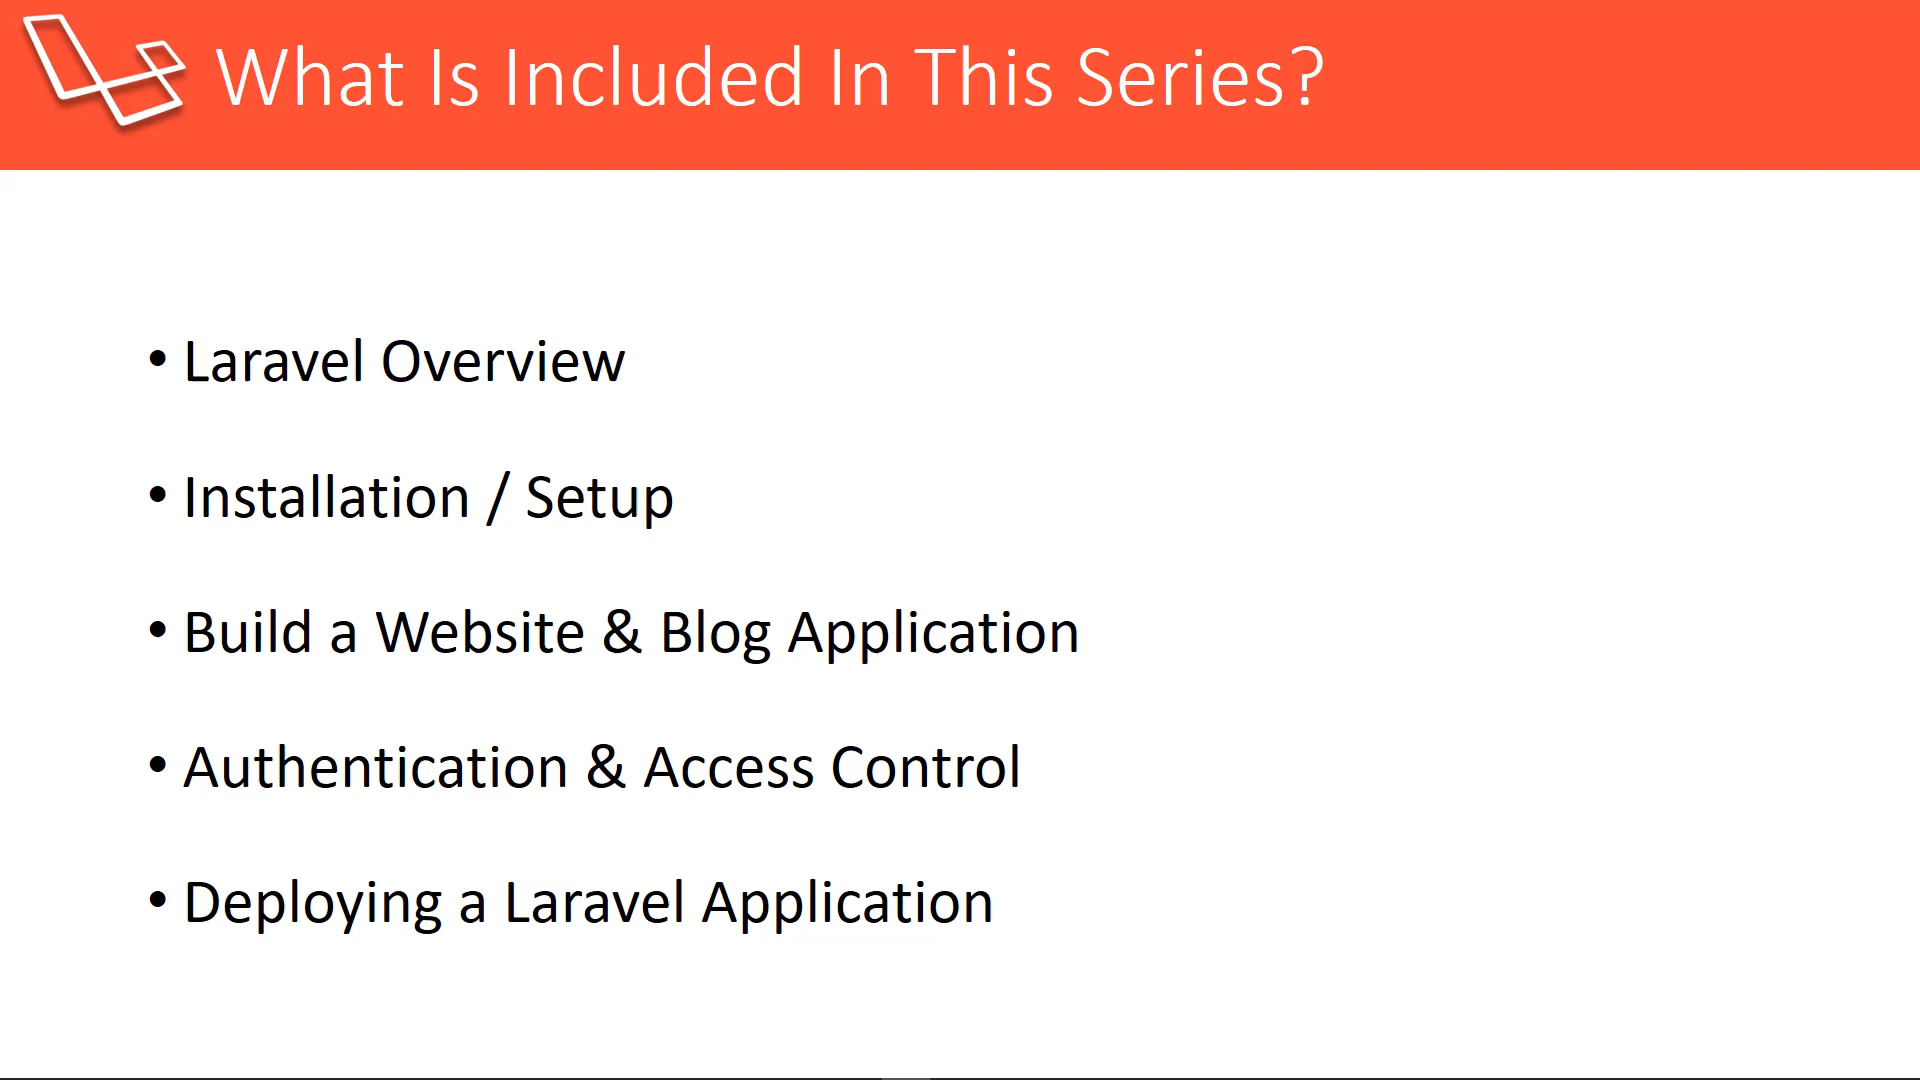 What Is Included In This Series?
• Laravel Overview
• Installation / Setup
• Build a Website & Blog Application
• Authentication & Access Control
• Deploying a Laravel Application